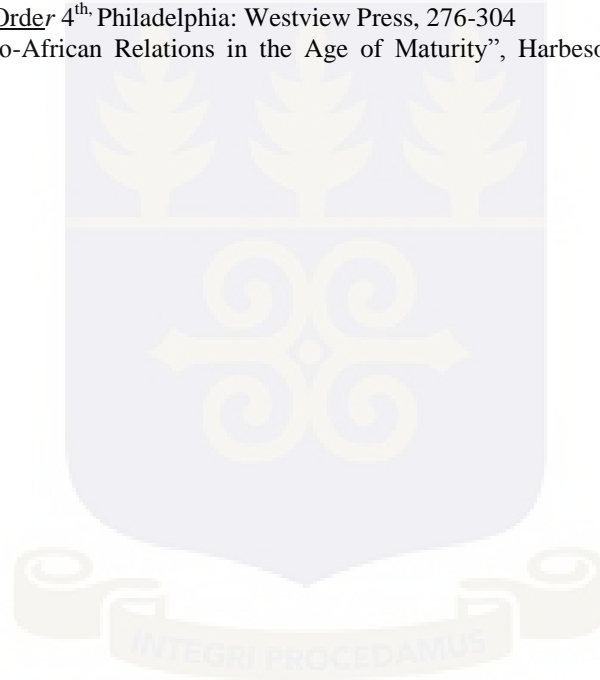 Order 4th, Philadelphia: Westview Press, 276-304
o-African Relations in the Age of Maturity”, Harbeso
INTEGRI PROCEDAMUS